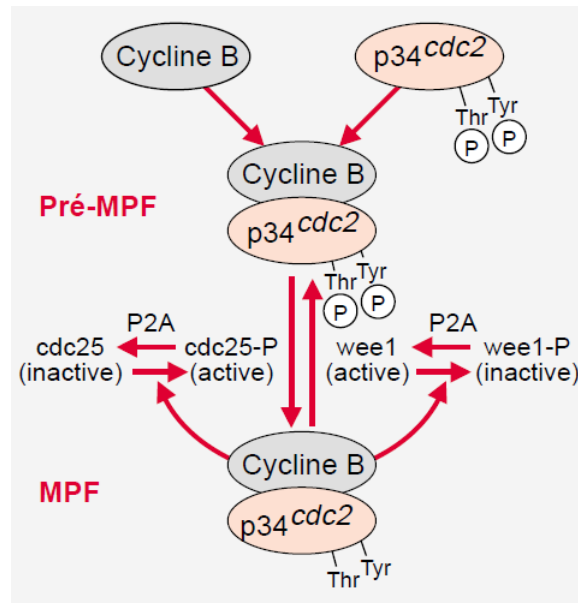 Cycline B
p34cdc2
Thr Tyr
P P
Cycline B
Pré-MPF
p34cdc2
Thr Tyr
P P
P2A P2A
cdc25 cdc25-P wee1 wee1-P
(inactive) (active) (active) (inactive)
Cycline B
MPF
p34cdc2
Thr Tyr